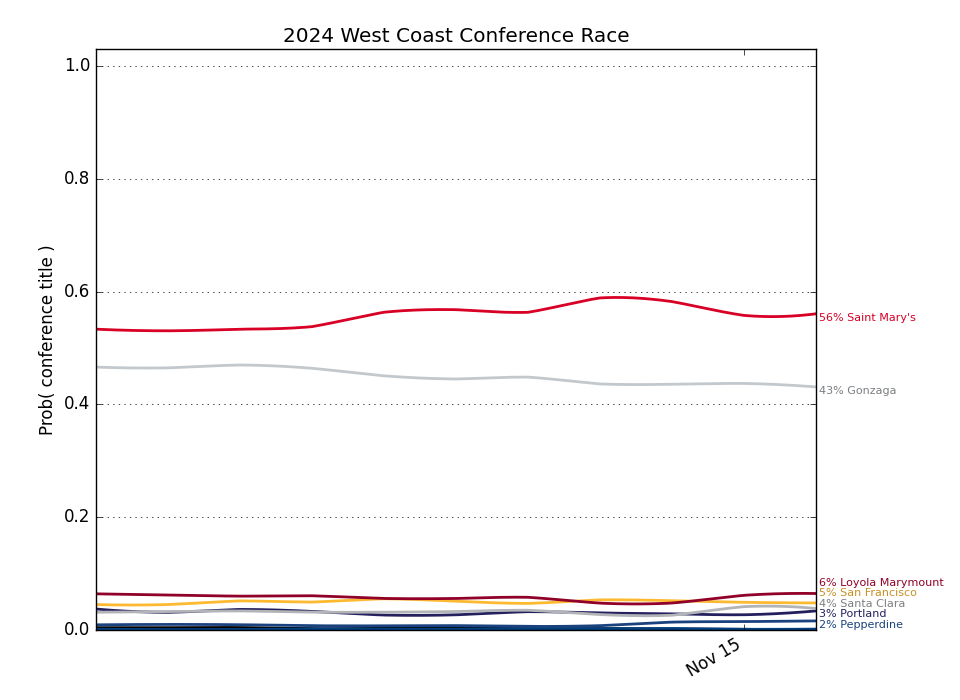 2024 West Coast Conference Race
Prob( conference title )
1.0
0.8
0.6
0.4
0.2
0.0
56% Saint Mary's
43% Gonzaga
6% Loyola Marymount
5% San Francisco
4% Santa Clara
3% Portland
2% Pepperdine
Nov 15